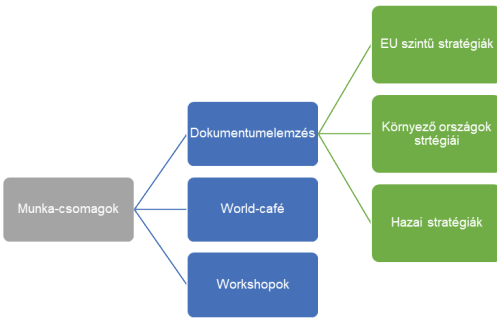 Munka-csomagok
Dokumentumelemzés
World-café
Workshopok
EU szintű stratégiák
Környező országok
strtégiái
Hazai stratégiák